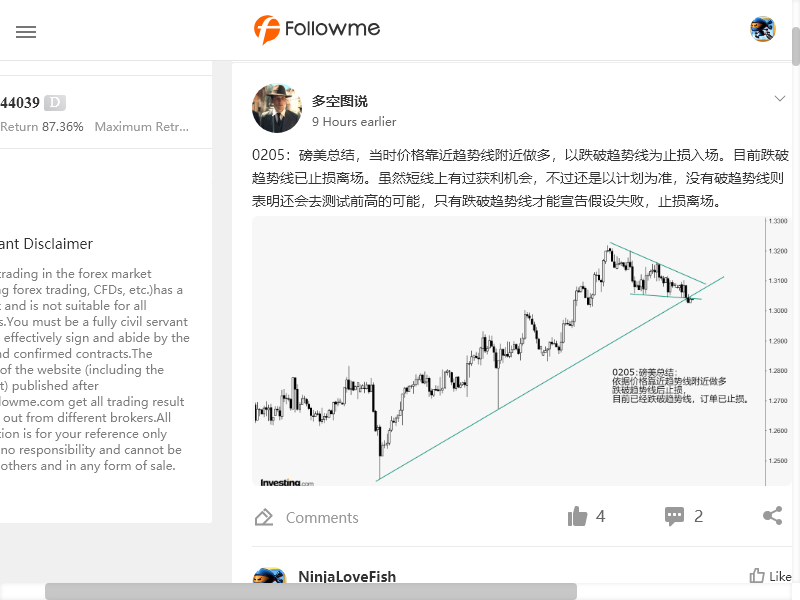 Followme
44039 D
Return 87.36% Maximum Retr...
ant Disclaimer
trading in the forex market
g forex trading, CFDs, etc.)has a
t and is not suitable for all
s.You must be a fully civil servant
effectively sign and abide by the
nd confirmed contracts.The
of the website (including the
t) published after
lowme.com get all trading result
out from different brokers.All
tion is for your reference only
no responsibility and cannot be
others and in any form of sale.
多空图说
9 Hours earlier
0205：磅美总结，当时价格靠近趋势线附近做多，以跌破趋势线为止损入场。目前跌破
趋势线已止损离场。虽然短线上有过获利机会，不过还是以计划为准，没有破趋势线则
表明还会去测试前高的可能，只有跌破趋势线才能宣告假设失败，止损离场。
1.3300
1.3200
1.3100
1.3000
1.2900
1.2800
1.2700
1.2600
1.2500
0205:磅美总结：
依据价格靠近趋势线附近做多
跌破趋势线后止损，
目前已经跌破趋势线，订单已止损。
Investing.com
Comments
4
2
NinjaLoveFish
Like